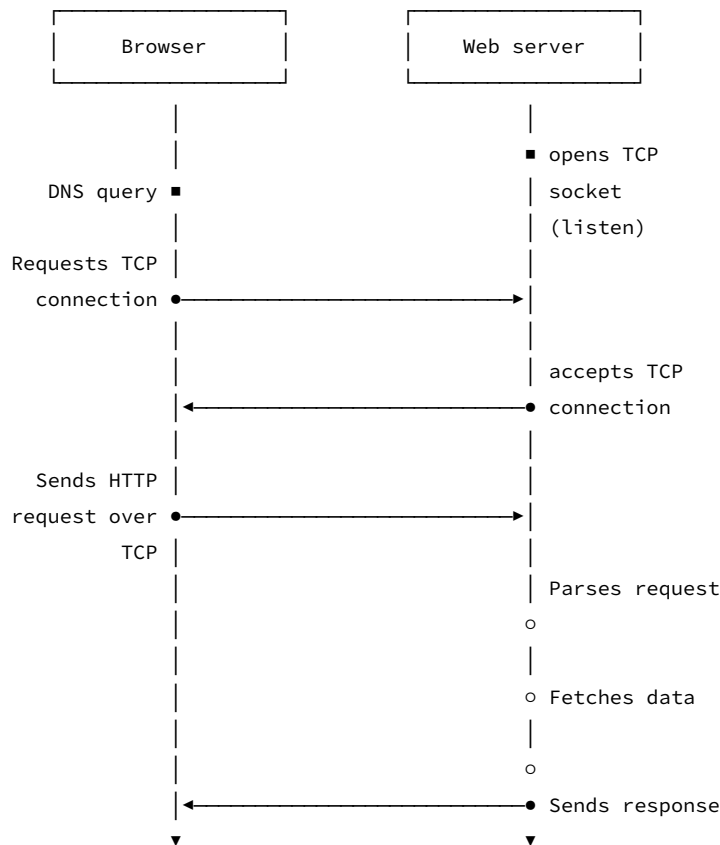 Browser
Web server
opens TCP
DNS query
socket
(listen)
Requests TCP
connection
accepts TCP
connection
Sends HTTP
request over
TCP
Parses request
Fetches data
Sends response